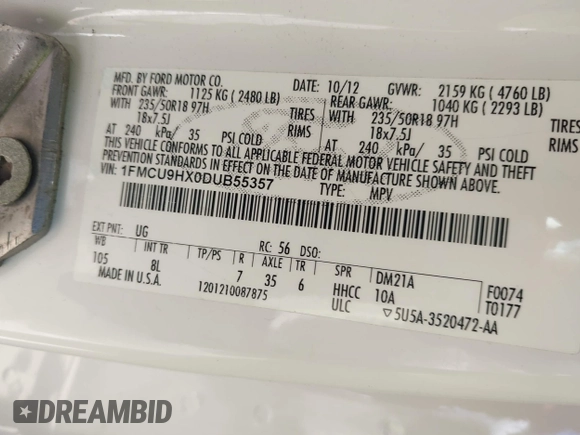 MFD. BY FORD MOTOR CO.
DATE: 10/12 GVWR: 2159 KG ( 4760 LB)
FRONT GAWR: 1125 KG ( 2480 LB) REAR GAWR: 1040 KG ( 2293 LB)
WITH 235/50R18 97H TIRES WITH 235/50R18 97H TIRES
18x7.5J RIMS 18x7.5J RIMS
AT 240 kPa/ 35 PSI COLD AT 240 kPa/ 35 PSI COLD
THIS VEHICLE CONFORMS TO ALL APPLICABLE FEDERAL MOTOR VEHICLE SAFETY AND THEFT
PREVENTION STANDARDS IN EFFECT ON THE DATE OF MANUFACTURE SHOWN ABOVE.
VIN: 1FMCU9HX0DUB55357 TYPE: MPV
EXT PNT: UG RC: 56 DSO:
WB INT TR TP/PS R AXLE TR SPR DM21A F0074
105 8L 7 35 6 HHCC 10A T0177
MADE IN U.S.A. 1201210087875 ULC ▽5U5A-3520472-AA
DREAMBID